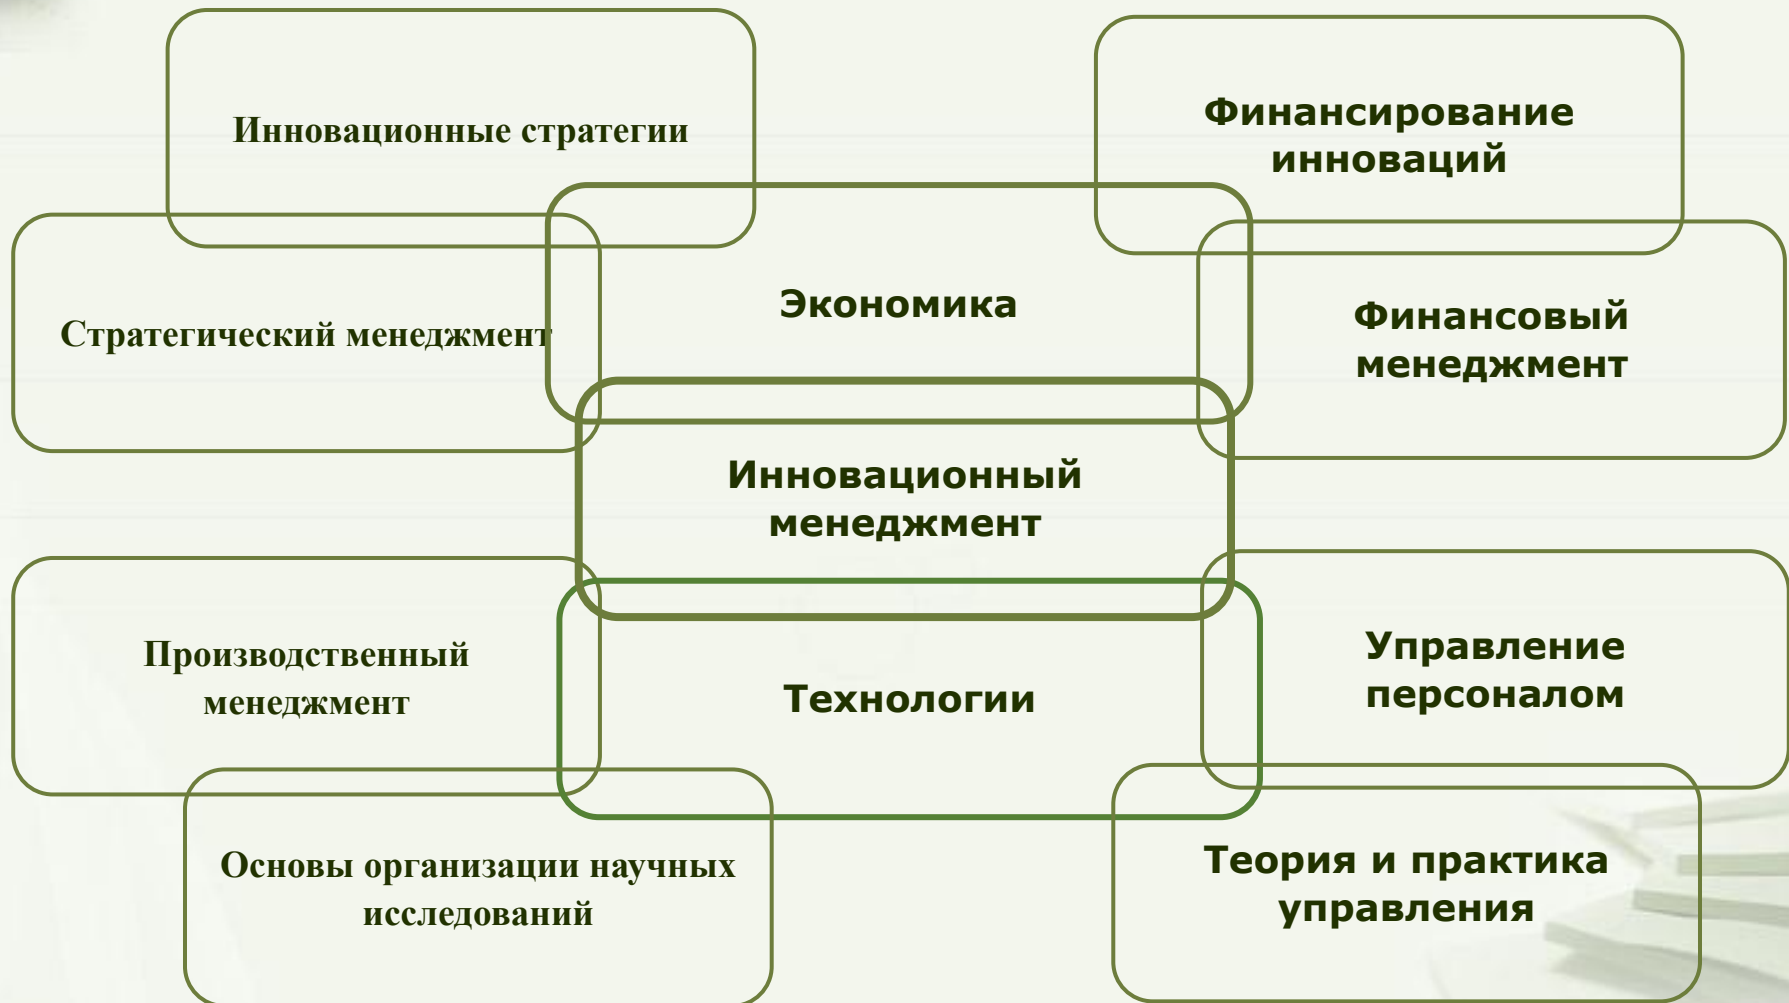 Инновационные стратегии
Финансирование
инноваций
Стратегический менеджмент
Экономика
Финансовый
менеджмент
Инновационный
менеджмент
Производственный
менеджмент
Технологии
Управление
персоналом
Основы организации научных
исследований
Теория и практика
управления